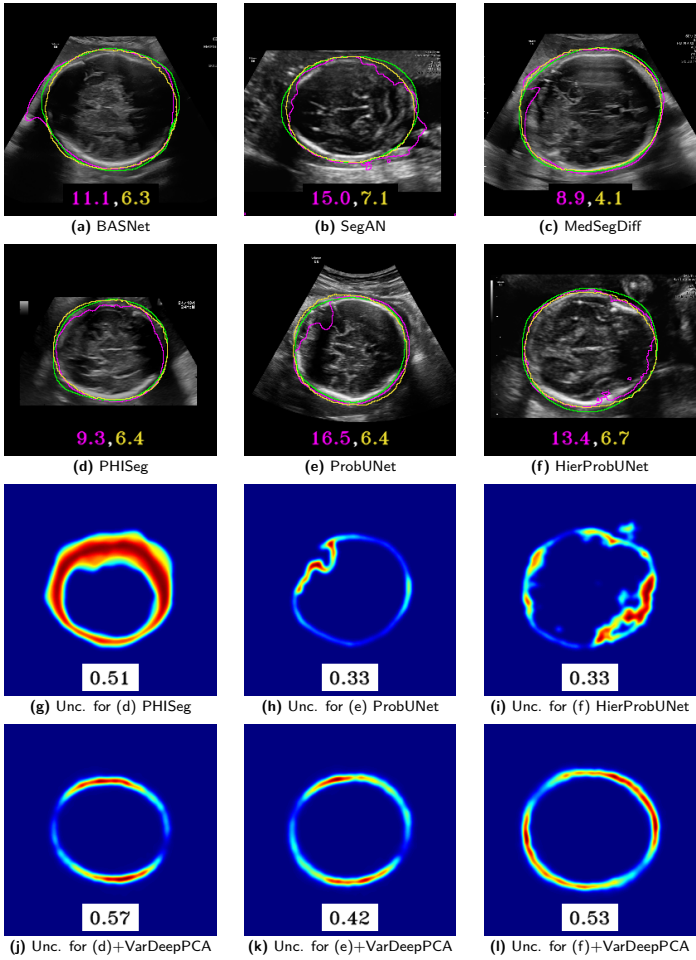 11.1,6.3
15.0,7.1
8.9,4.1
(a) BASNet
(b) SegAN
(c) MedSegDiff
9.3,6.4
16.5,6.4
13.4,6.7
(d) PHISeg
(e) ProbUNet
(f) HierProbUNet
0.51
0.33
0.33
(g) Unc. for (d) PHISeg
(h) Unc. for (e) ProbUNet
(i) Unc. for (f) HierProbUNet
0.57
0.42
0.53
(j) Unc. for (d)+VarDeepPCA
(k) Unc. for (e)+VarDeepPCA
(l) Unc. for (f)+VarDeepPCA